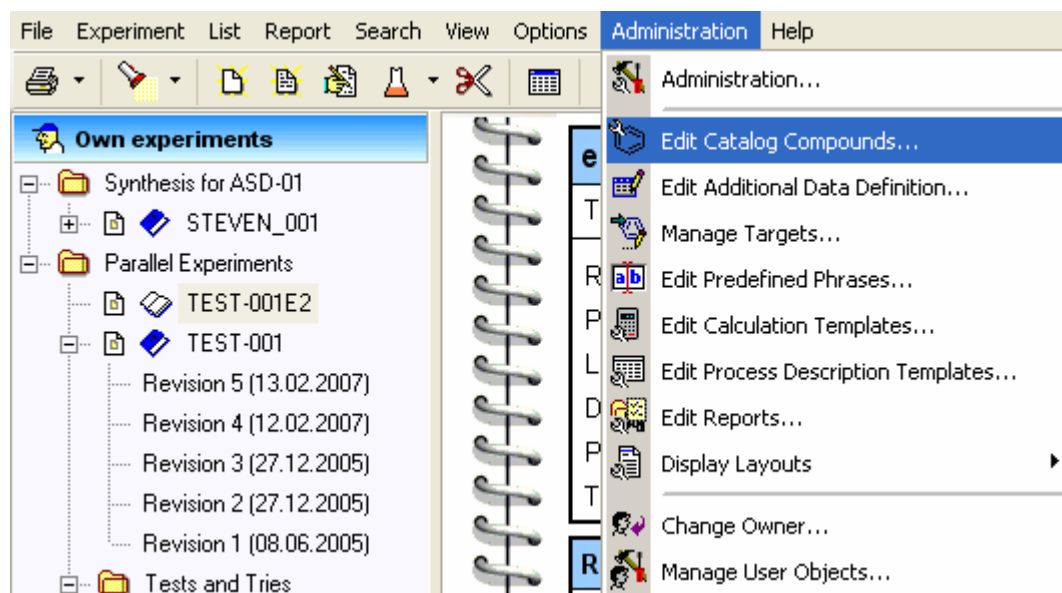 File Experiment List Report Search View Options Administration Help
Own experiments
Synthesis for ASD-01
STEVEN_001
Parallel Experiments
TEST-001E2
TEST-001
Revision 5 (13.02.2007)
Revision 4 (12.02.2007)
Revision 3 (27.12.2005)
Revision 2 (27.12.2005)
Revision 1 (08.06.2005)
Tests and Tries
e
T
R
P
L
D
P
T
R
Administration...
Edit Catalog Compounds...
Edit Additional Data Definition...
Manage Targets...
a b
Edit Predefined Phrases...
Edit Calculation Templates...
Edit Process Description Templates...
Edit Reports...
Display Layouts
Change Owner...
Manage User Objects...